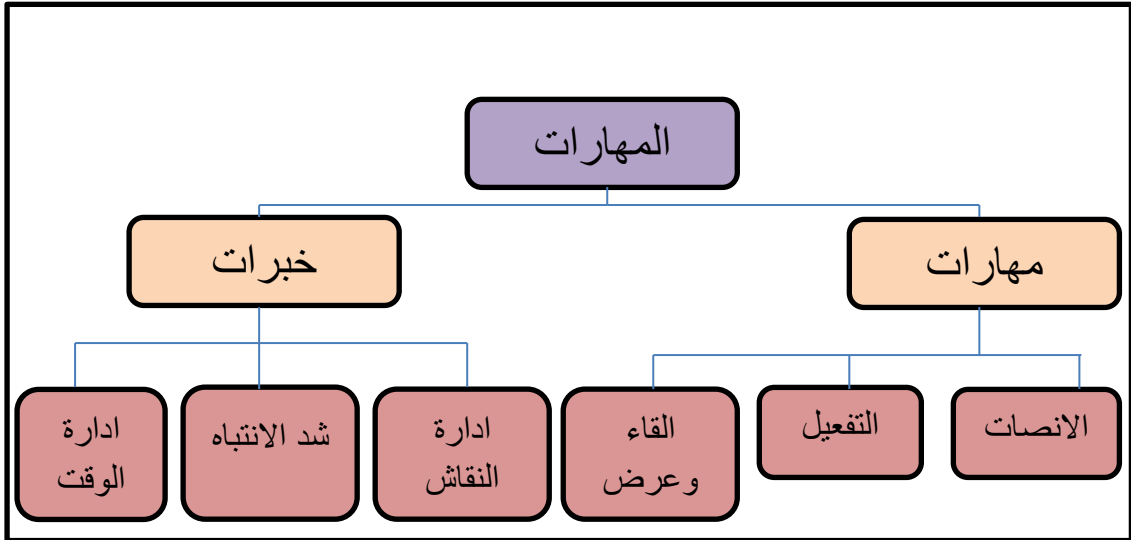 المهارات
مهارات
خبرات
الانصات
التفعيل
القاء
وعرض
ادارة
النقاش
شد الانتباه
ادارة
الوقت